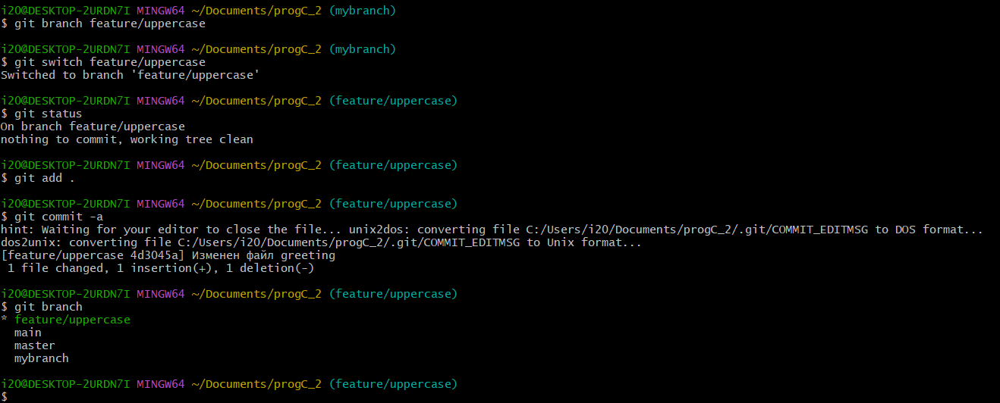 i20@DESKTOP-2URDN7I MINGW64 ~/Documents/progC_2 (mybranch)
$ git branch feature/uppercase
i20@DESKTOP-2URDN7I MINGW64 ~/Documents/progC_2 (mybranch)
$ git switch feature/uppercase
Switched to branch 'feature/uppercase'
i20@DESKTOP-2URDN7I MINGW64 ~/Documents/progC_2 (feature/uppercase)
$ git status
On branch feature/uppercase
nothing to commit, working tree clean
i20@DESKTOP-2URDN7I MINGW64 ~/Documents/progC_2 (feature/uppercase)
$ git add .
i20@DESKTOP-2URDN7I MINGW64 ~/Documents/progC_2 (feature/uppercase)
$ git commit -a
hint: Waiting for your editor to close the file... unix2dos: converting file C:/Users/i20/Documents/progC_2/.git/COMMIT_EDITMSG to DOS format...
dos2unix: converting file C:/Users/i20/Documents/progC_2/.git/COMMIT_EDITMSG to Unix format...
[feature/uppercase 4d3045a] Изменен файл greeting
1 file changed, 1 insertion(+), 1 deletion(-)
i20@DESKTOP-2URDN7I MINGW64 ~/Documents/progC_2 (feature/uppercase)
$ git branch
* feature/uppercase
main
master
mybranch
i20@DESKTOP-2URDN7I MINGW64 ~/Documents/progC_2 (feature/uppercase)
$